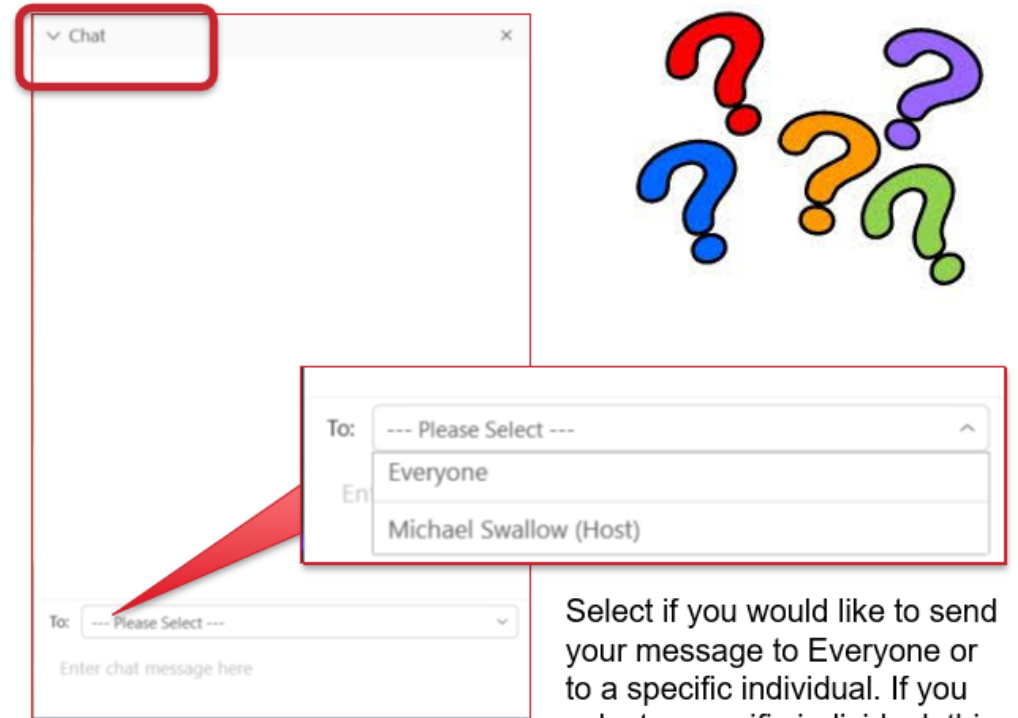 Chat
To: --- Please Select ---
Everyone
Michael Swallow (Host)
To: --- Please Select ---
Enter chat message here
Select if you would like to send
your message to Everyone or
to a specific individual. If you